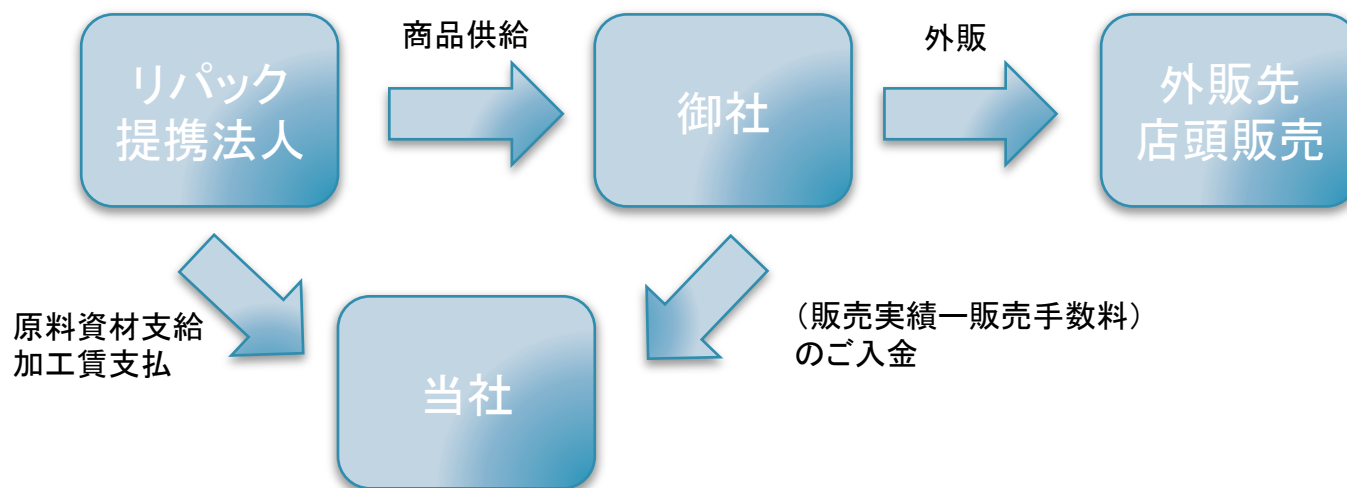 商品供給
外販
リパック
提携法人
御社
外販先
店頭販売
原料資材支給
加工賃支払
(販売実績ー販売手数料)
のご入金
当社